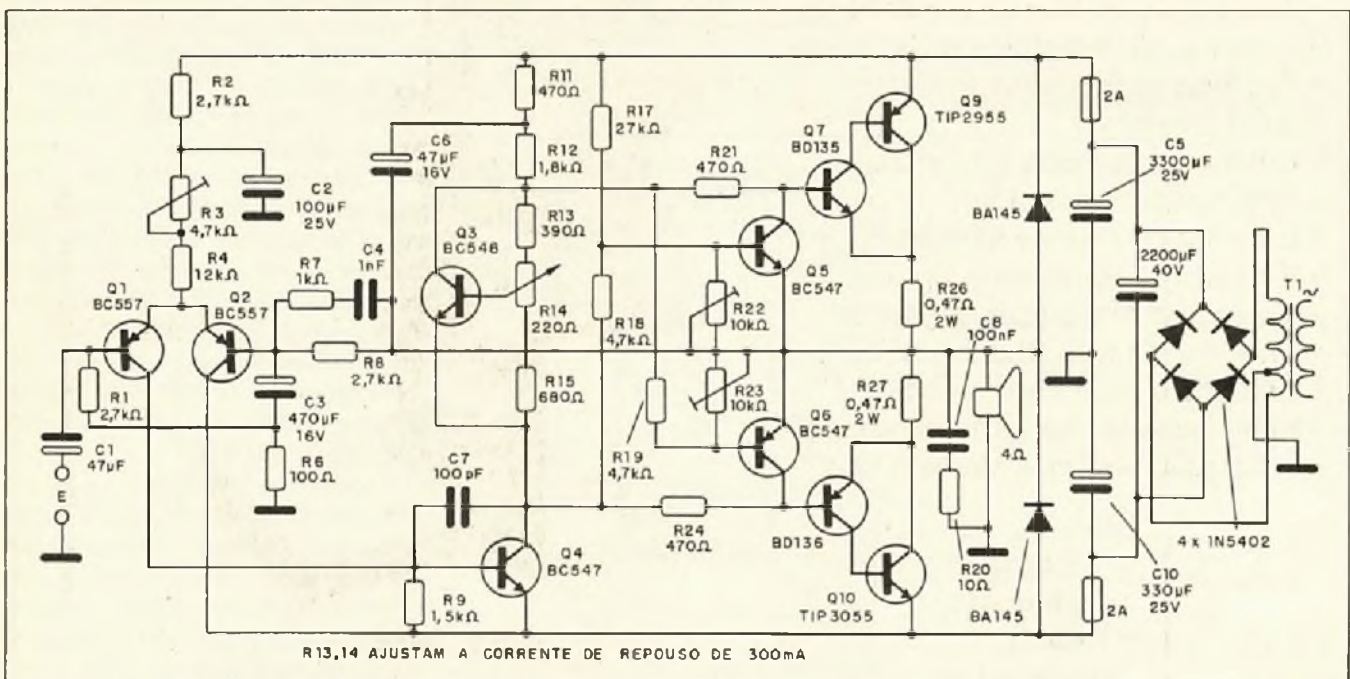 R2
2,7kΩ
R3
4,7kΩ
C2
100µF
25V
R4
12kΩ
Q1
BC557
Q2
BC557
R7
1kΩ
C4
1nF
R8
2,7kΩ
R1
2,7kΩ
C3
470µF
16V
R6
100Ω
C1
47µF
E
C6
47µF
16V
R11
470Ω
R12
1,8kΩ
R13
390Ω
Q3
BC548
R14
220Ω
R15
680Ω
C7
100pF
Q4
BC547
R9
1,5kΩ
R17
27kΩ
R18
4,7kΩ
R19
4,7kΩ
R21
470Ω
Q5
BC547
R22
10kΩ
R23
10kΩ
Q6
BC547
R24
470Ω
Q7
BD135
Q9
TIP2955
R26
0,47Ω
2W
R27
0,47Ω
2W
BD136
Q10
TIP3055
C8
100nF
4Ω
R20
10Ω
BA145
BA145
2A
C5
3300µF
25V
2200µF
40V
T1
4x 1N5402
C10
330µF
25V
2A
R13,14 AJUSTAM A CORRENTE DE REPOUSO DE 300mA